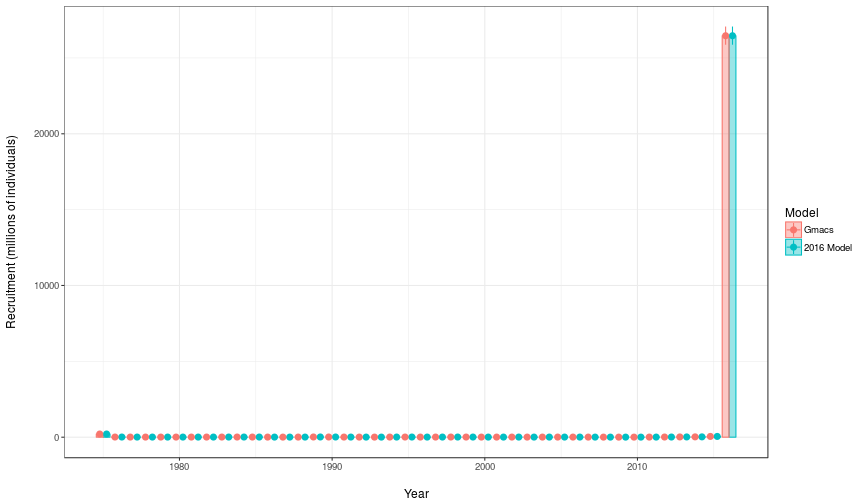 Recruitment (millions of individuals)
20000
10000
0
1980
1990
2000
2010
Year
Model
Gmacs
2016 Model